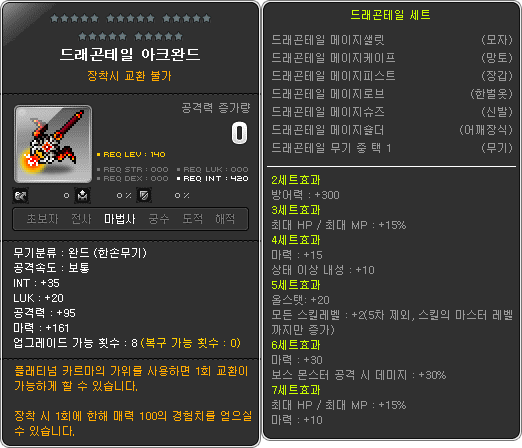 드래곤테일 아크완드
장착시 교환 불가
공격력 증가량
0
REQ LEV : 140
REQ STR : 000
REQ LUK : 000
REQ DEX : 000
REQ INT : 420
0
0 %
0 %
초보자 전사 마법사 궁수 도적 해적
무기분류 : 완드 (한손무기)
공격속도 : 보통
INT : +35
LUK : +20
공격력 : +95
마력 : +161
업그레이드 가능 횟수 : 8 (복구 가능 횟수 : 0)
플래티넘 카르마의 가위를 사용하면 1회 교환이
가능하게 할 수 있습니다.
장착 시 1회에 한해 매력 100의 경험치를 얻으실
수 있습니다.
드래곤테일 세트
드래곤테일 메이지샐릿 (모자)
드래곤테일 메이지케이프 (망토)
드래곤테일 메이지피스트 (장갑)
드래곤테일 메이지로브 (한벌옷)
드래곤테일 메이지슈즈 (신발)
드래곤테일 메이지숄더 (어깨장식)
드래곤테일 무기 중 택 1 (무기)
2세트효과
방어력 : +300
3세트효과
최대 HP / 최대 MP : +15%
4세트효과
마력 : +15
상태 이상 내성 : +10
5세트효과
올스탯: +20
모든 스킬레벨 : +2(5차 제외, 스킬의 마스터 레벨
까지만 증가)
6세트효과
마력 : +30
보스 몬스터 공격 시 데미지 : +30%
7세트효과
최대 HP / 최대 MP : +15%
마력 : +10